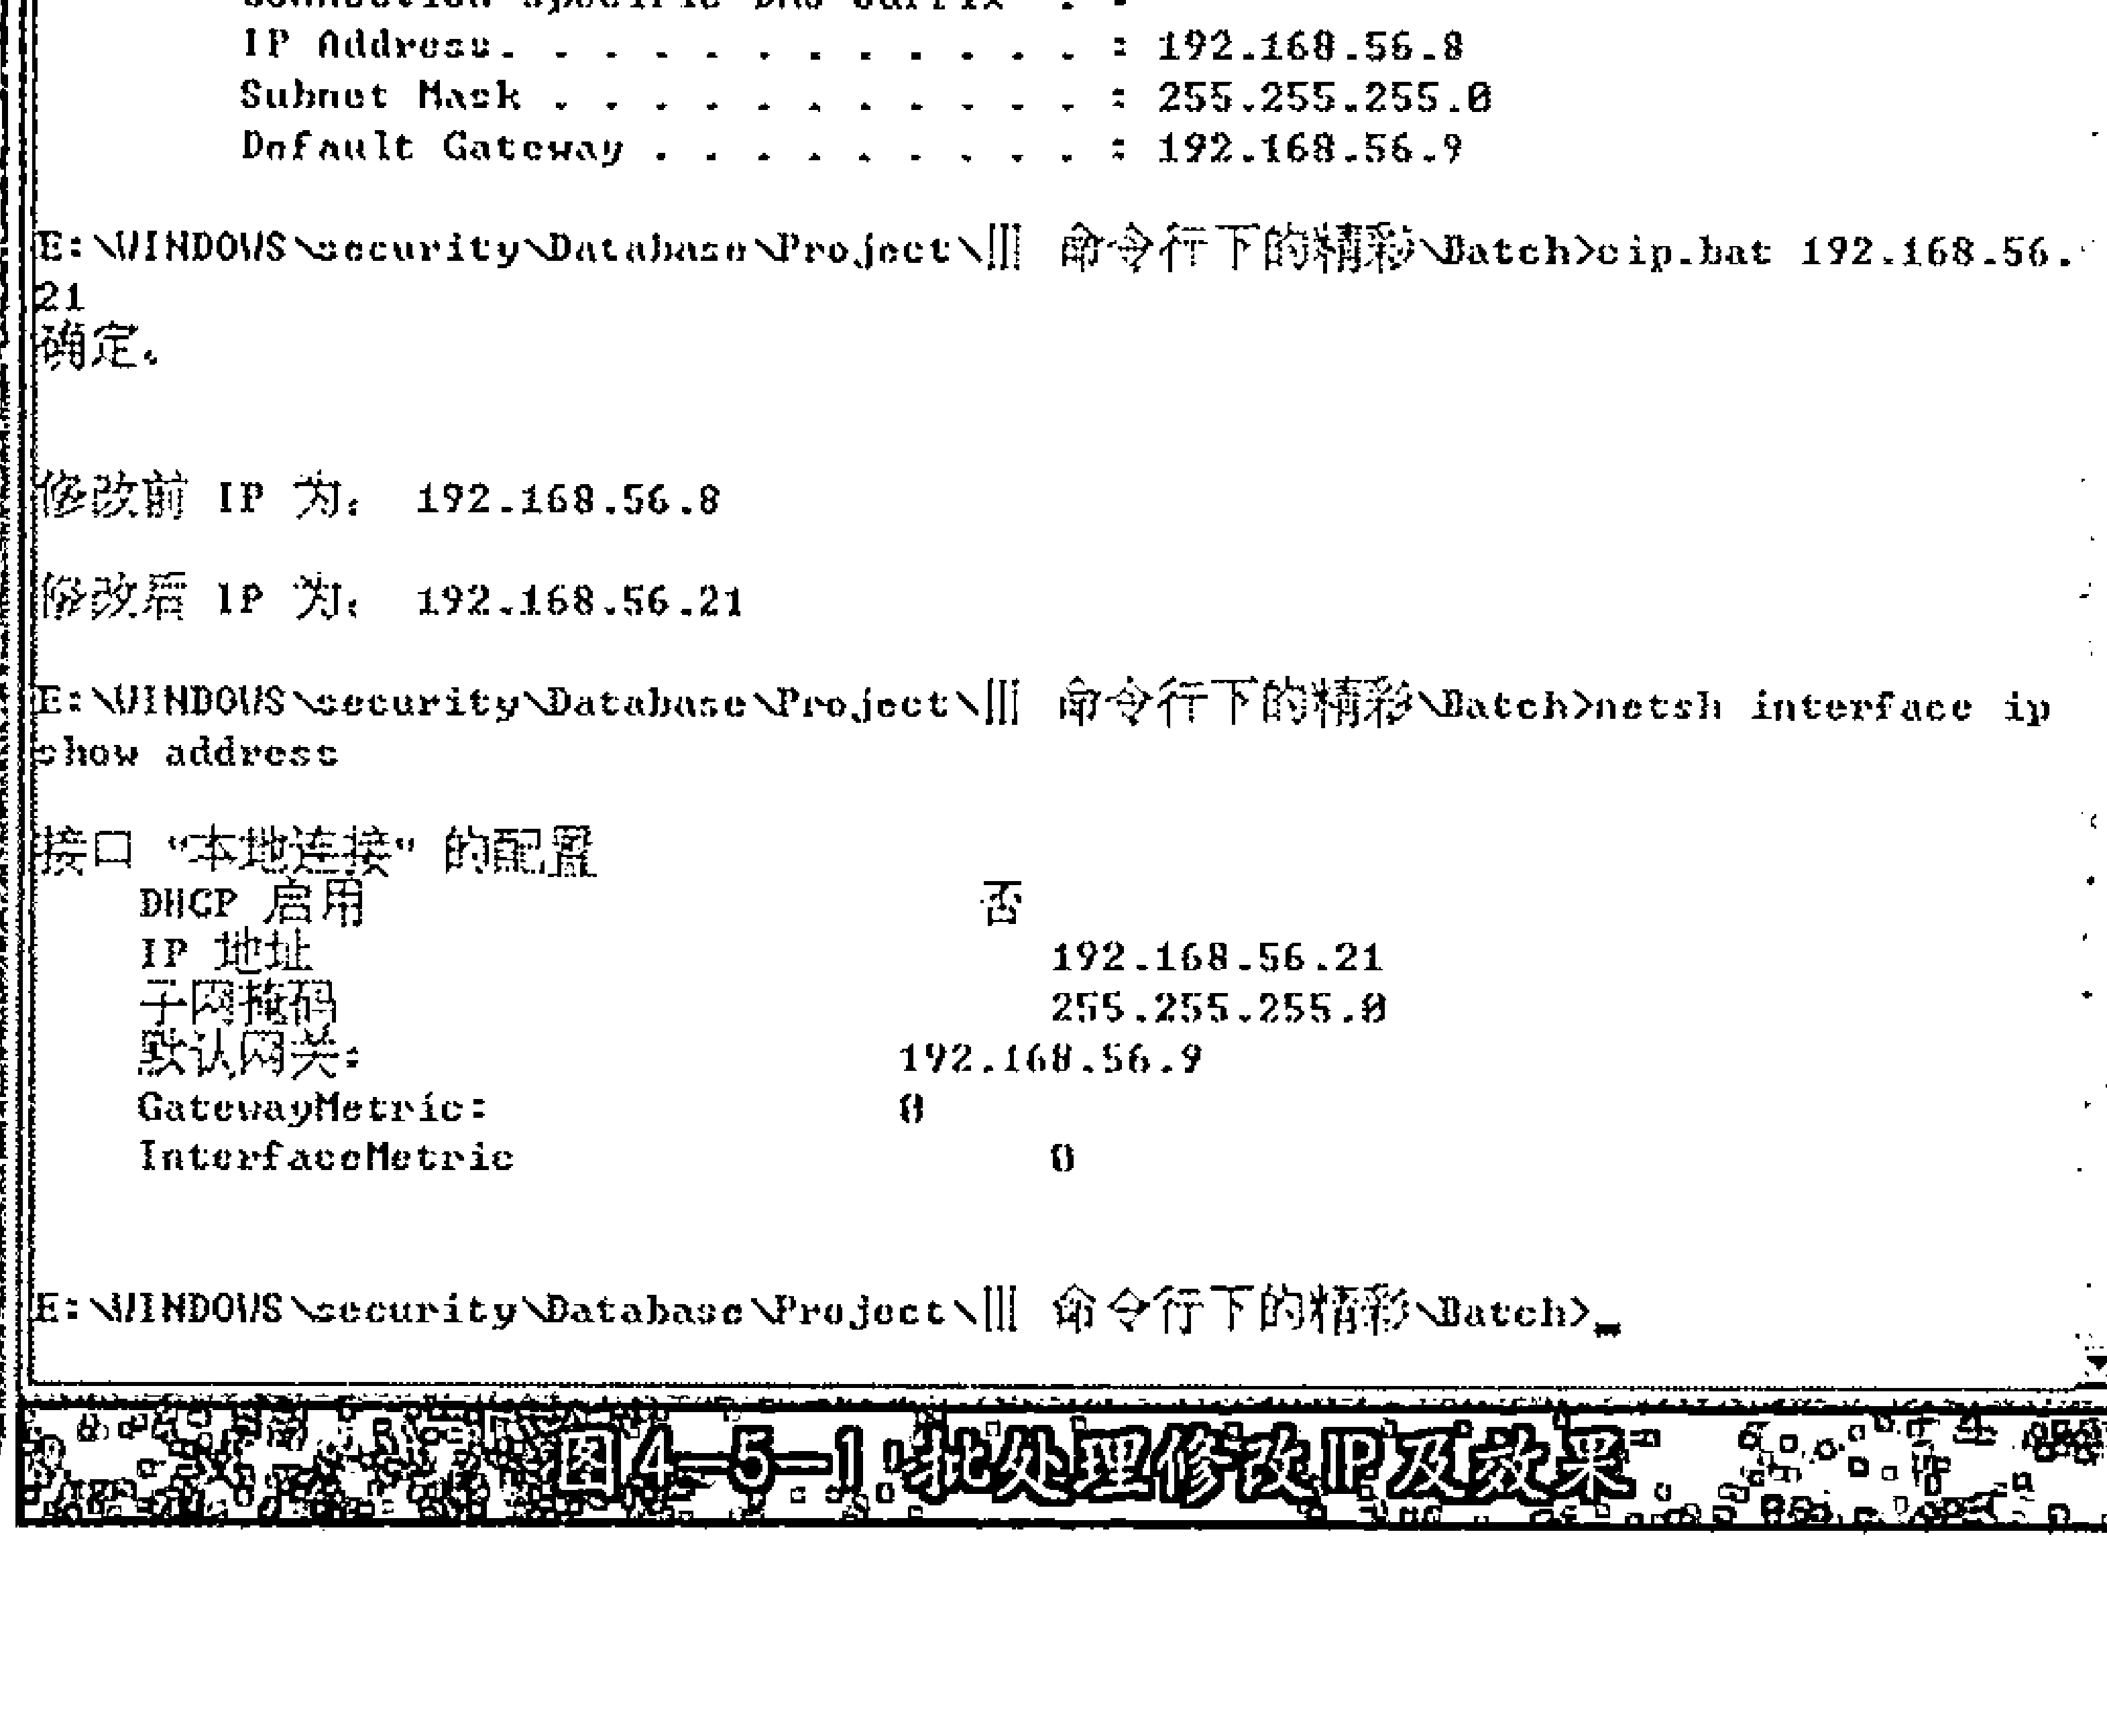 Connection-specific DNS Suffix . :
IP Address. . . . . . . . . . . . : 192.168.56.8
Subnet Mask . . . . . . . . . . . : 255.255.255.0
Default Gateway . . . . . . . . . : 192.168.56.9
E:\WINDOWS\security\Database\Project\III 命令行下的精彩\Batch>cip.bat 192.168.56.
21
确定。
修改前 IP 为: 192.168.56.8
修改后 IP 为: 192.168.56.21
E:\WINDOWS\security\Database\Project\III 命令行下的精彩\Batch>netsh interface ip
show address
接口 "本地连接" 的配置
DHCP 启用 否
IP 地址 192.168.56.21
子网掩码 255.255.255.0
默认网关: 192.168.56.9
GatewayMetric: 0
InterfaceMetric 0
E:\WINDOWS\security\Database\Project\III 命令行下的精彩\Batch>_
图4-5-1 批处理修改IP及效果